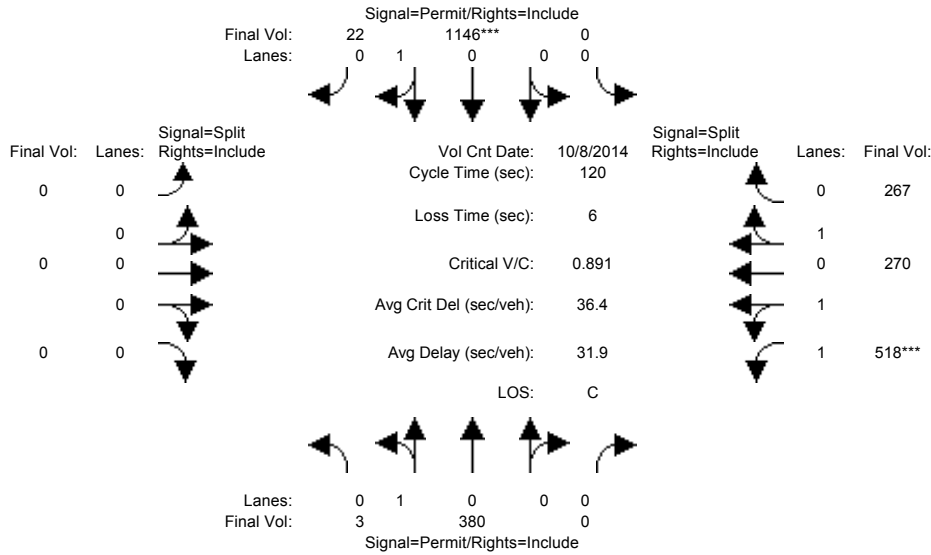 Signal=Permit/Rights=Include
Final Vol: 22 1146*** 0
Lanes: 0 1 0 0 0
Signal=Split Signal=Split
Final Vol: Lanes: Rights=Include Vol Cnt Date: 10/8/2014 Rights=Include Lanes: Final Vol:
Cycle Time (sec): 120
0 0 0 267
Loss Time (sec): 6
0 1
0 0 Critical V/C: 0.891 0 270
0 Avg Crit Del (sec/veh): 36.4 1
0 0 Avg Delay (sec/veh): 31.9 1 518***
LOS: C
Lanes: 0 1 0 0 0
Final Vol: 3 380 0
Signal=Permit/Rights=Include